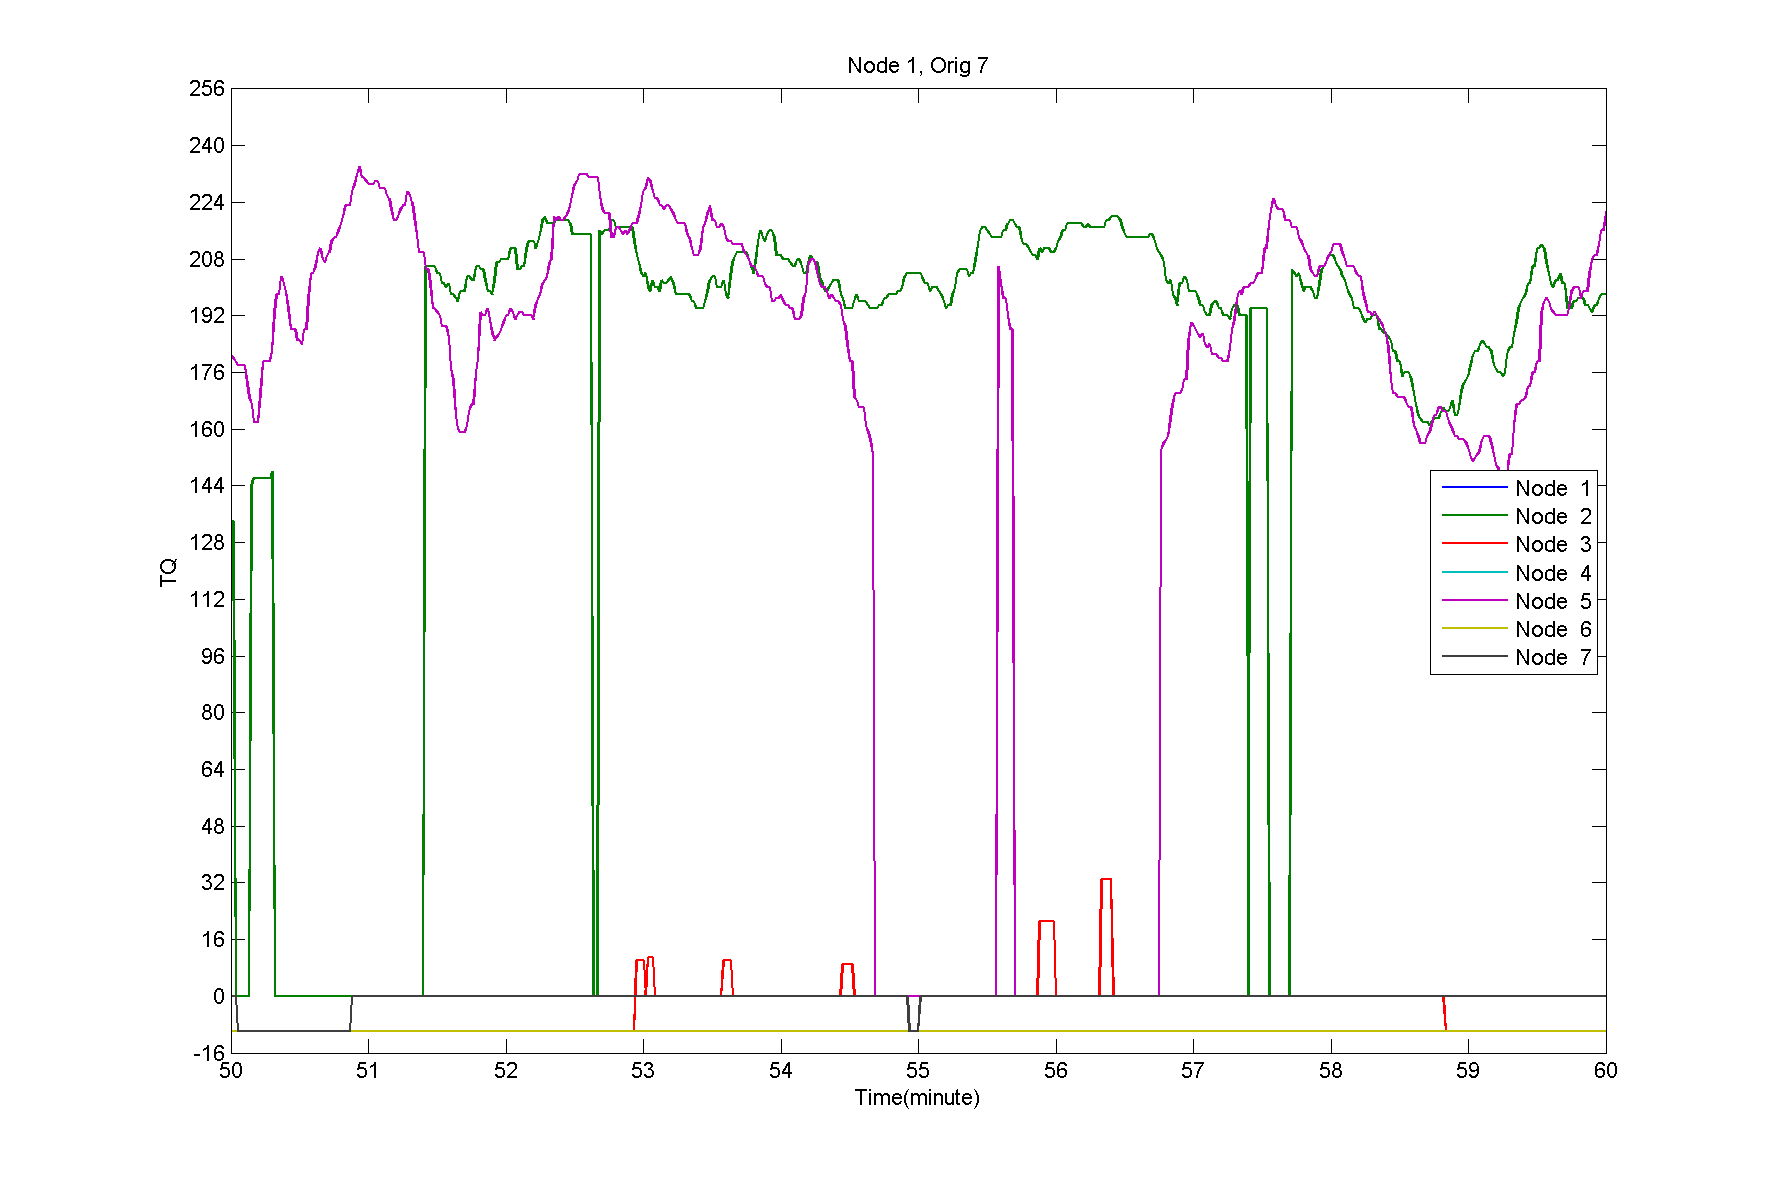 Node 1, Orig 7
256
240
224
208
192
176
160
144
128
112
96
80
64
48
32
16
0
-16
TQ
Node 1
Node 2
Node 3
Node 4
Node 5
Node 6
Node 7
50 51 52 53 54 55 56 57 58 59 60
Time(minute)